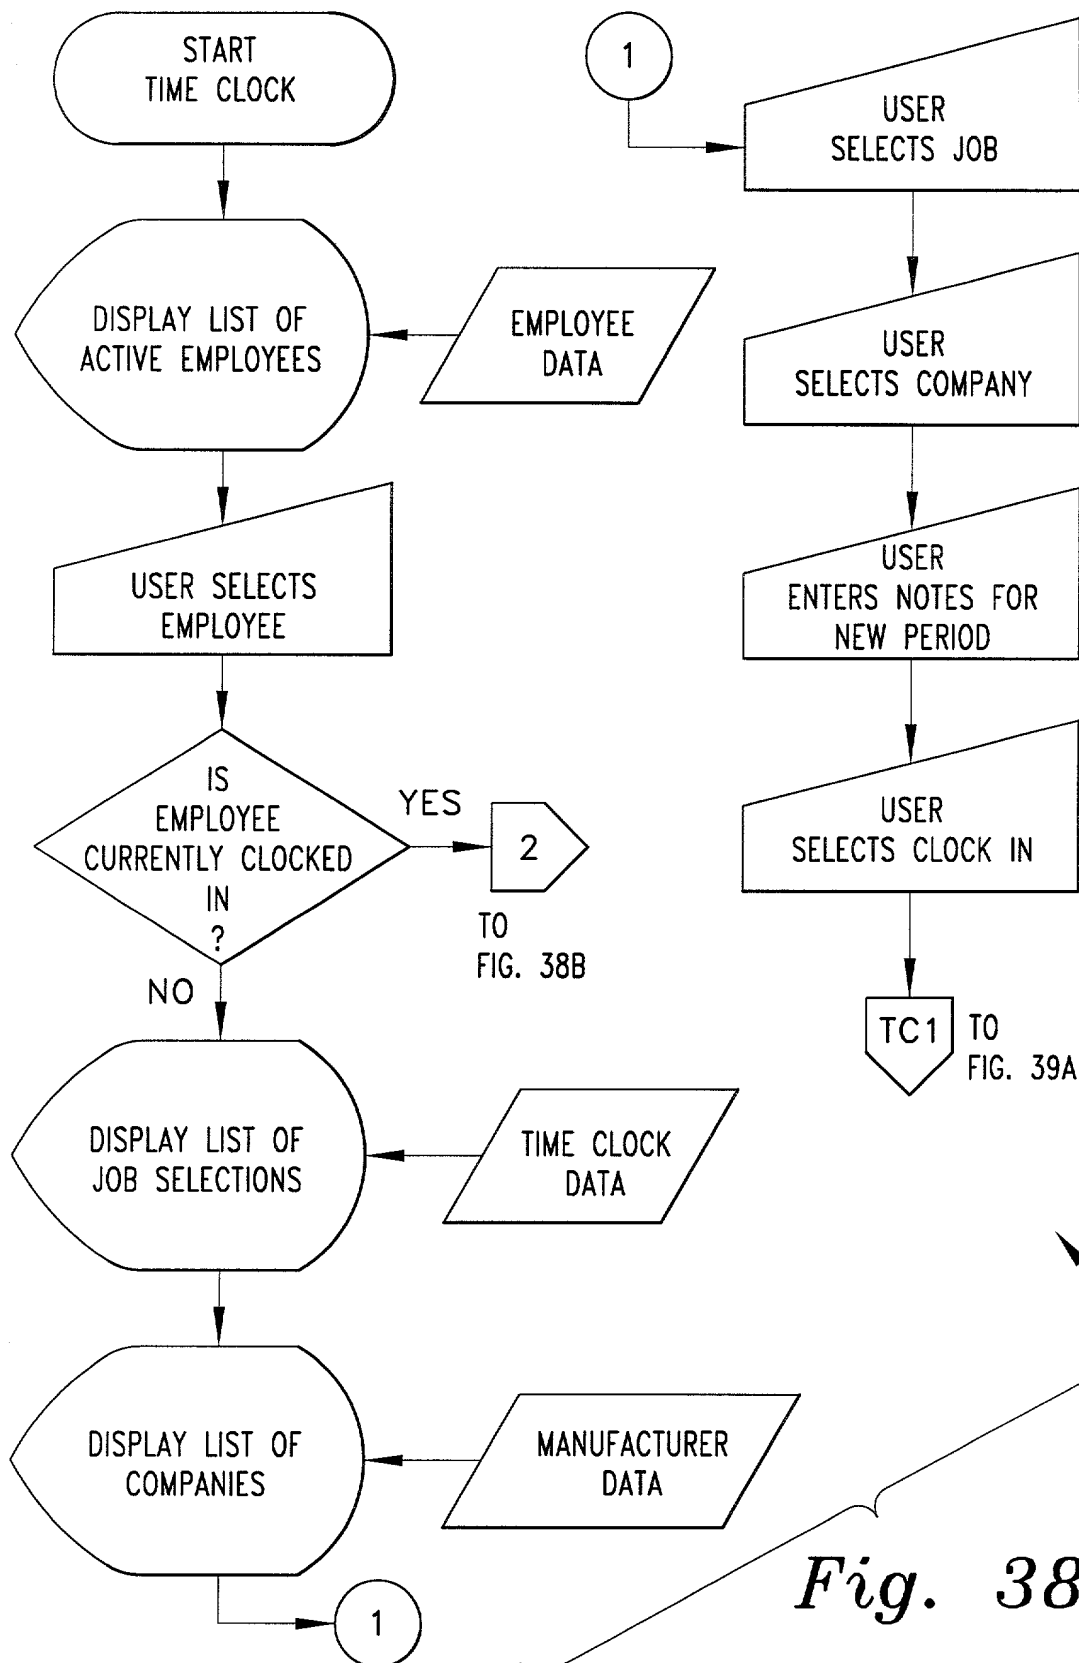 START
TIME CLOCK
DISPLAY LIST OF
ACTIVE EMPLOYEES
EMPLOYEE
DATA
USER SELECTS
EMPLOYEE
IS
EMPLOYEE
CURRENTLY CLOCKED
IN
?
YES
2
TO
FIG. 38B
NO
DISPLAY LIST OF
JOB SELECTIONS
TIME CLOCK
DATA
DISPLAY LIST OF
COMPANIES
MANUFACTURER
DATA
1
1
USER
SELECTS JOB
USER
SELECTS COMPANY
USER
ENTERS NOTES FOR
NEW PERIOD
USER
SELECTS CLOCK IN
TC1
TO
FIG. 39A
Fig. 38